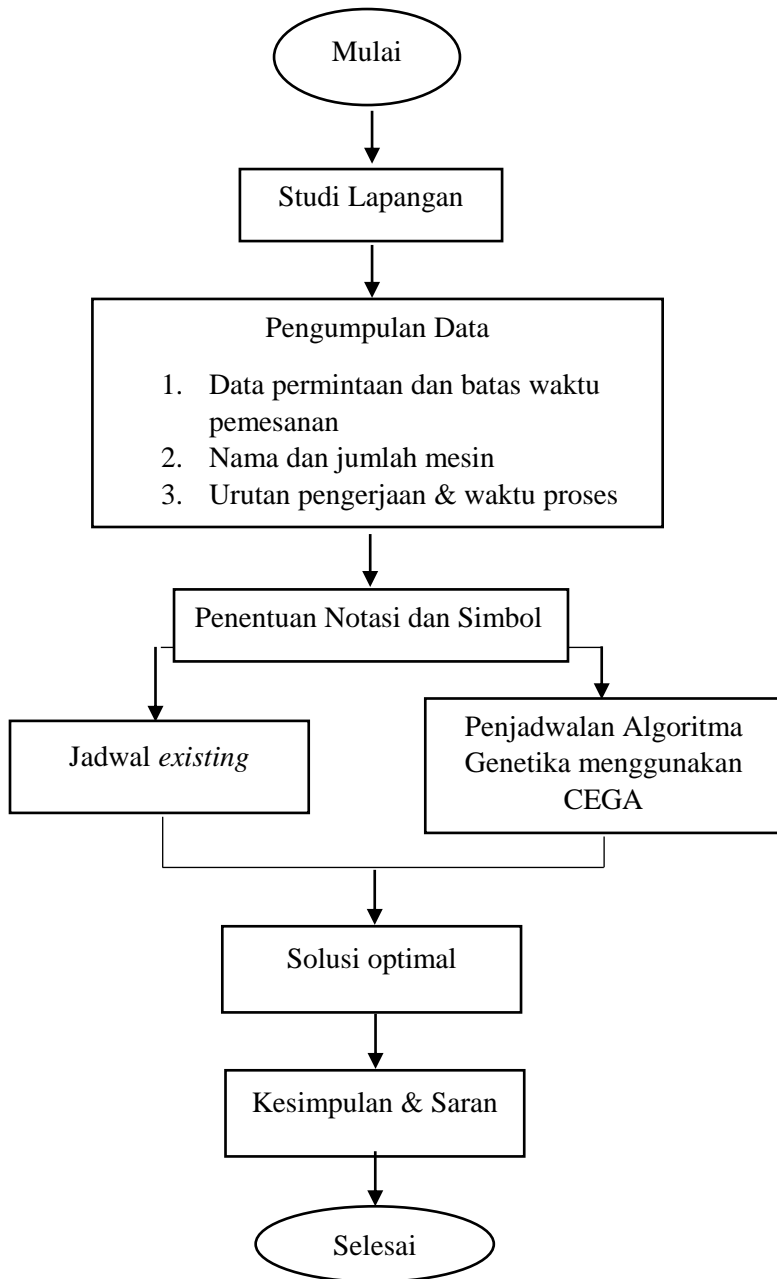 Mulai
Studi Lapangan
Pengumpulan Data
1. Data permintaan dan batas waktu
pemesanan
2. Nama dan jumlah mesin
3. Urutan pengerjaan & waktu proses
Penentuan Notasi dan Simbol
Jadwal existing
Penjadwalan Algoritma
Genetika menggunakan
CEGA
Solusi optimal
Kesimpulan & Saran
Selesai